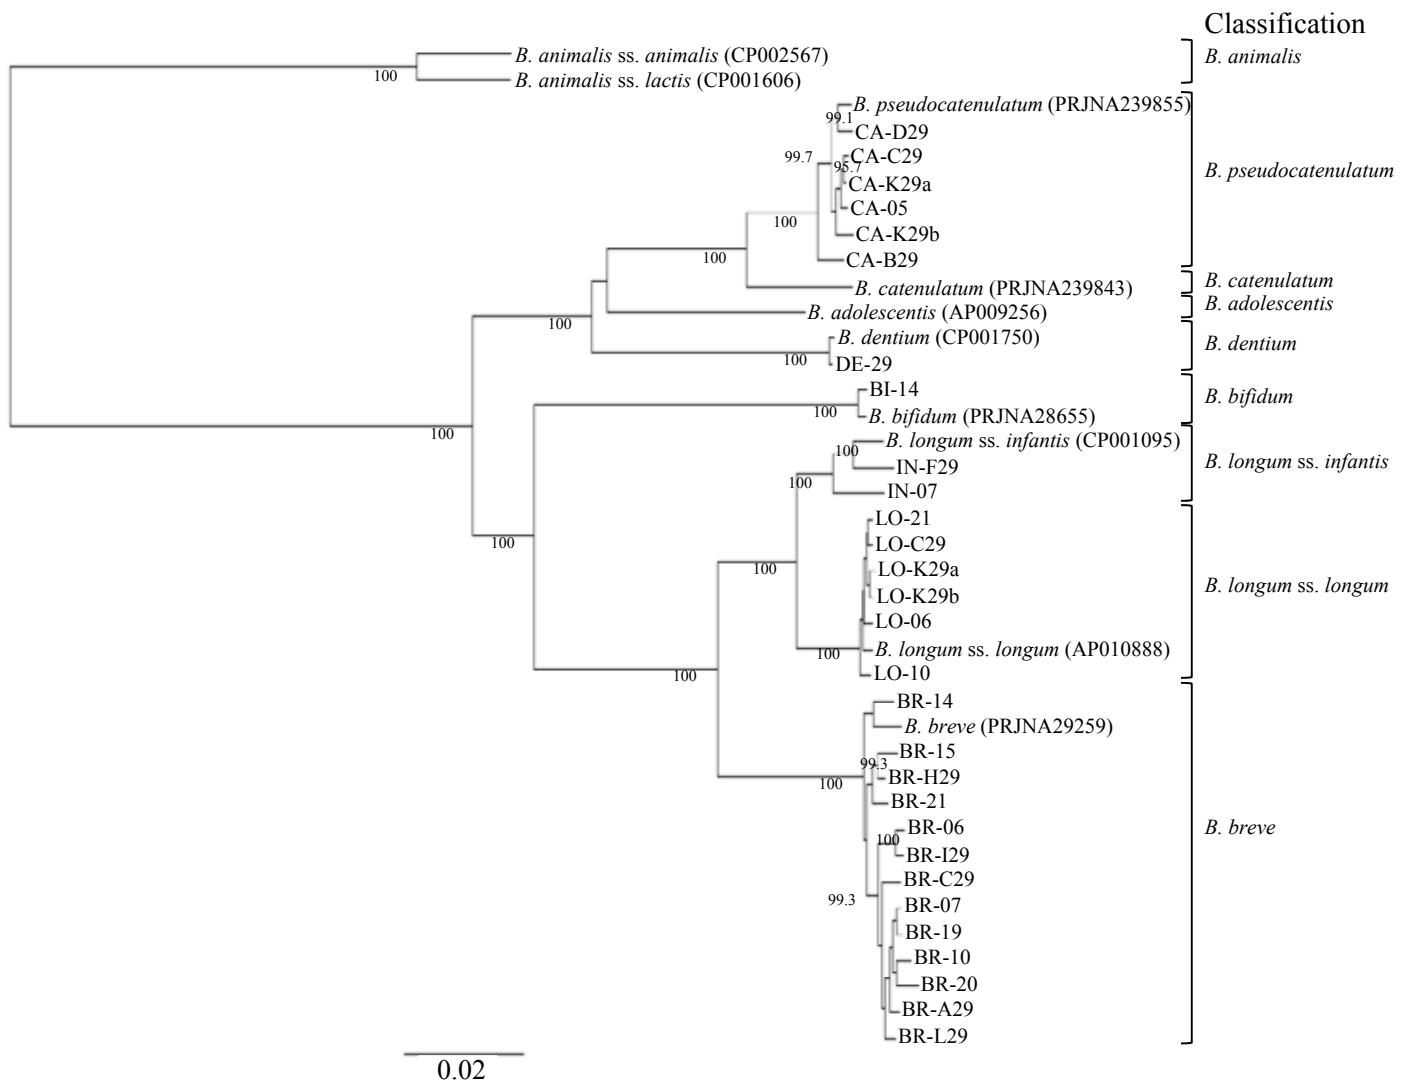 Classification
B. animalis ss. animalis (CP002567)
B. animalis
B. animalis ss. lactis (CP001606)
100
B. pseudocatenulatum (PRJNA239855)
99.1
CA-D29
99.7
CA-C29
95.7
B. pseudocatenulatum
CA-K29a
CA-05
100
CA-K29b
100
CA-B29
B. catenulatum
B. catenulatum (PRJNA239843)
B. adolescentis
B. adolescentis (AP009256)
100
B. dentium (CP001750)
B. dentium
100
DE-29
BI-14
B. bifidum
100
B. bifidum (PRJNA28655)
100
B. longum ss. infantis (CP001095)
100
B. longum ss. infantis
IN-F29
100
IN-07
LO-21
100
LO-C29
100
LO-K29a
B. longum ss. longum
LO-K29b
LO-06
B. longum ss. longum (AP010888)
100
LO-10
100
BR-14
B. breve (PRJNA29259)
BR-15
99.3
BR-H29
100
BR-21
BR-06
B. breve
100
BR-I29
BR-C29
99.3
BR-07
BR-19
BR-10
BR-20
BR-A29
BR-L29
0.02